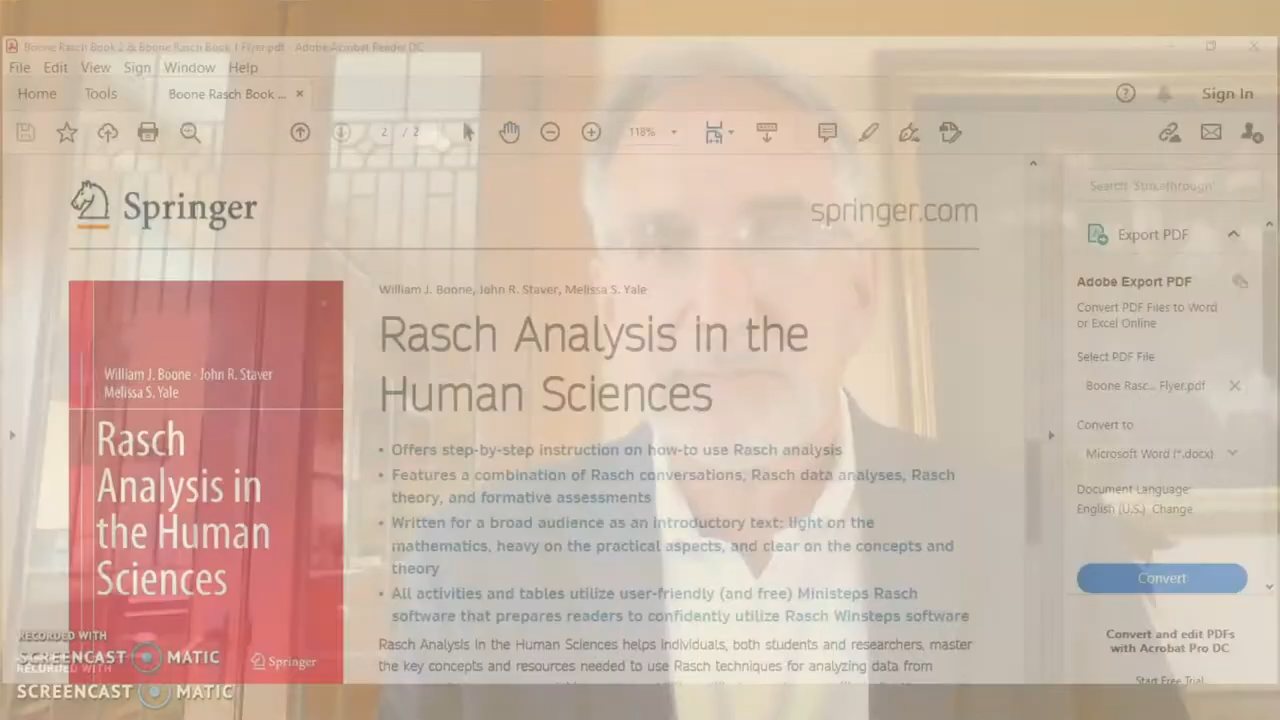 Boone Rasch Book 2 & Boone Rasch Book 1 Flyer.pdf - Adobe Acrobat Reader DC
File Edit View Sign Window Help
Home Tools Boone Rasch Book ... × Sign In
2 / 2 118%
Springer
springer.com
Search 'Strikethrough'
Export PDF
Adobe Export PDF
Convert PDF Files to Word
or Excel Online
Select PDF File
Boone Rasc... Flyer.pdf
Convert to
Microsoft Word (*.docx)
Document Language:
English (U.S.) Change
Convert
Convert and edit PDFs
with Acrobat Pro DC
Start Free Trial
William J. Boone · John R. Staver
Melissa S. Yale
Rasch
Analysis in
the Human
Sciences
Springer
William J. Boone, John R. Staver, Melissa S. Yale
Rasch Analysis in the
Human Sciences
• Offers step-by-step instruction on how-to use Rasch analysis
• Features a combination of Rasch conversations, Rasch data analyses, Rasch
theory, and formative assessments
• Written for a broad audience as an introductory text: light on the
mathematics, heavy on the practical aspects, and clear on the concepts and
theory
• All activities and tables utilize user-friendly (and free) Ministeps Rasch
software that prepares readers to confidently utilize Rasch Winsteps software
Rasch Analysis in the Human Sciences helps individuals, both students and researchers, master
the key concepts and resources needed to use Rasch techniques for analyzing data from
RECORDED WITH
SCREENCAST MATIC
RECORDED WITH
SCREENCAST MATIC